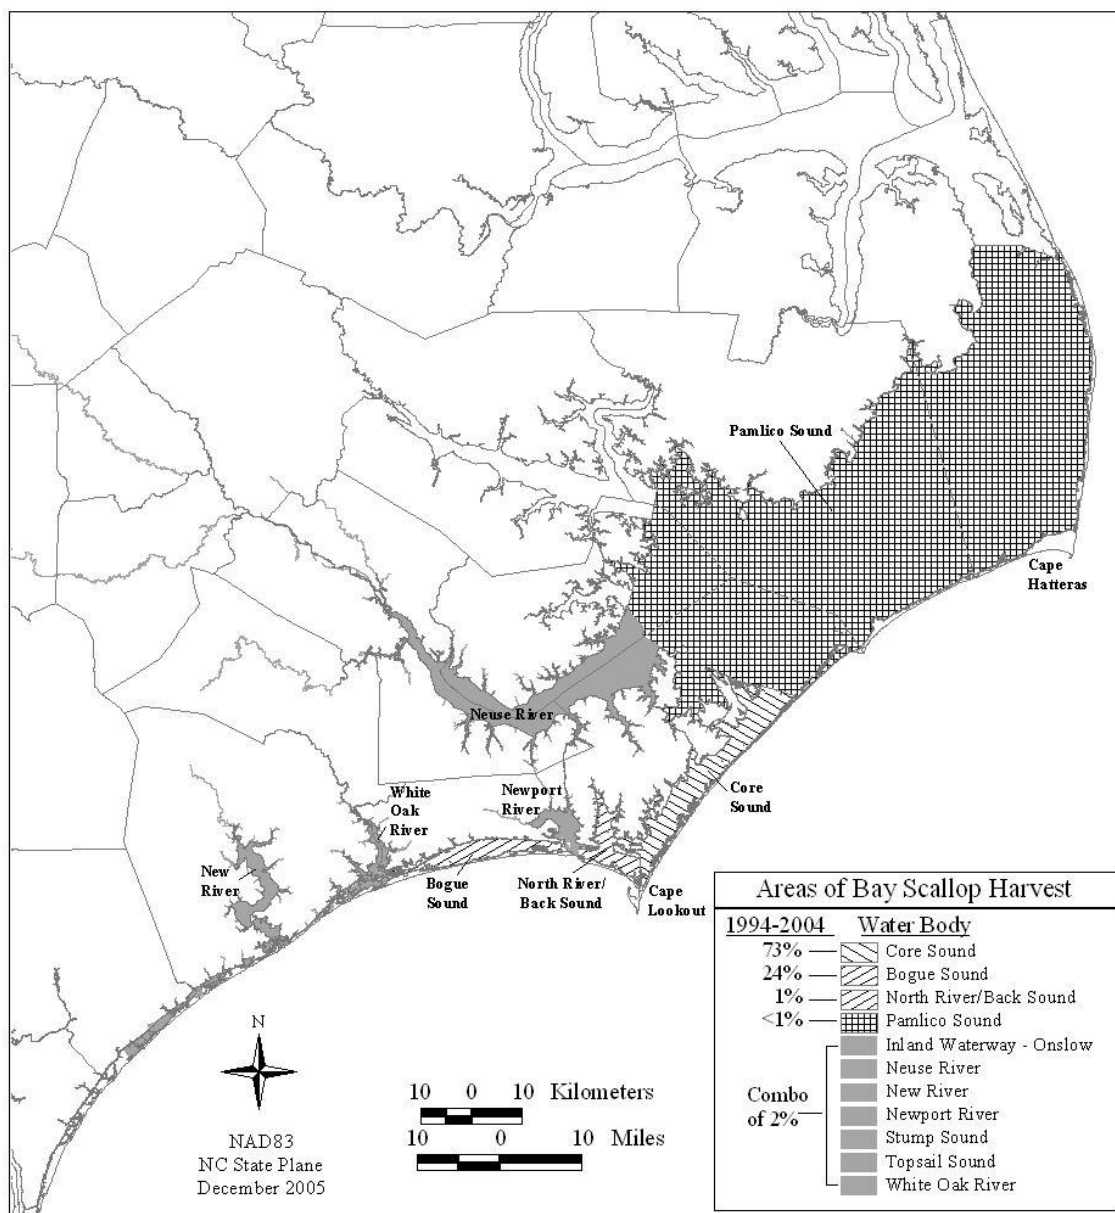 Pamlico Sound
Cape
Hatteras
Neuse River
Core
Sound
White
Oak
River
Newport
River
New
River
Bogue
Sound
North River/
Back Sound
Cape
Lookout
Areas of Bay Scallop Harvest
1994-2004 Water Body
73% Core Sound
24% Bogue Sound
1% North River/Back Sound
<1% Pamlico Sound
Inland Waterway - Onslow
Neuse River
New River
Combo
of 2%
Newport River
Stump Sound
Topsail Sound
White Oak River
N
NAD83
NC State Plane
December 2005
10 0 10 Kilometers
10 0 10 Miles